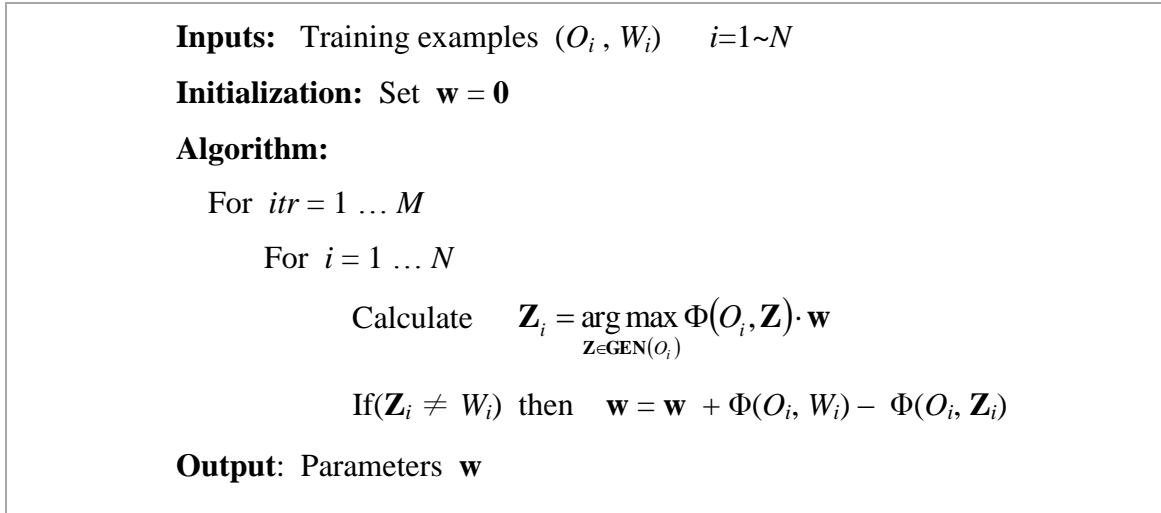 Inputs: Training examples (Oᵢ , Wᵢ) i=1~N
Initialization: Set w = 0
Algorithm:
For itr = 1 … M
For i = 1 … N
Calculate Zᵢ = arg max Φ(Oᵢ, Z)· w
Z∈GEN(Oᵢ)
If(Zᵢ ≠ Wᵢ) then w = w + Φ(Oᵢ, Wᵢ) − Φ(Oᵢ, Zᵢ)
Output: Parameters w